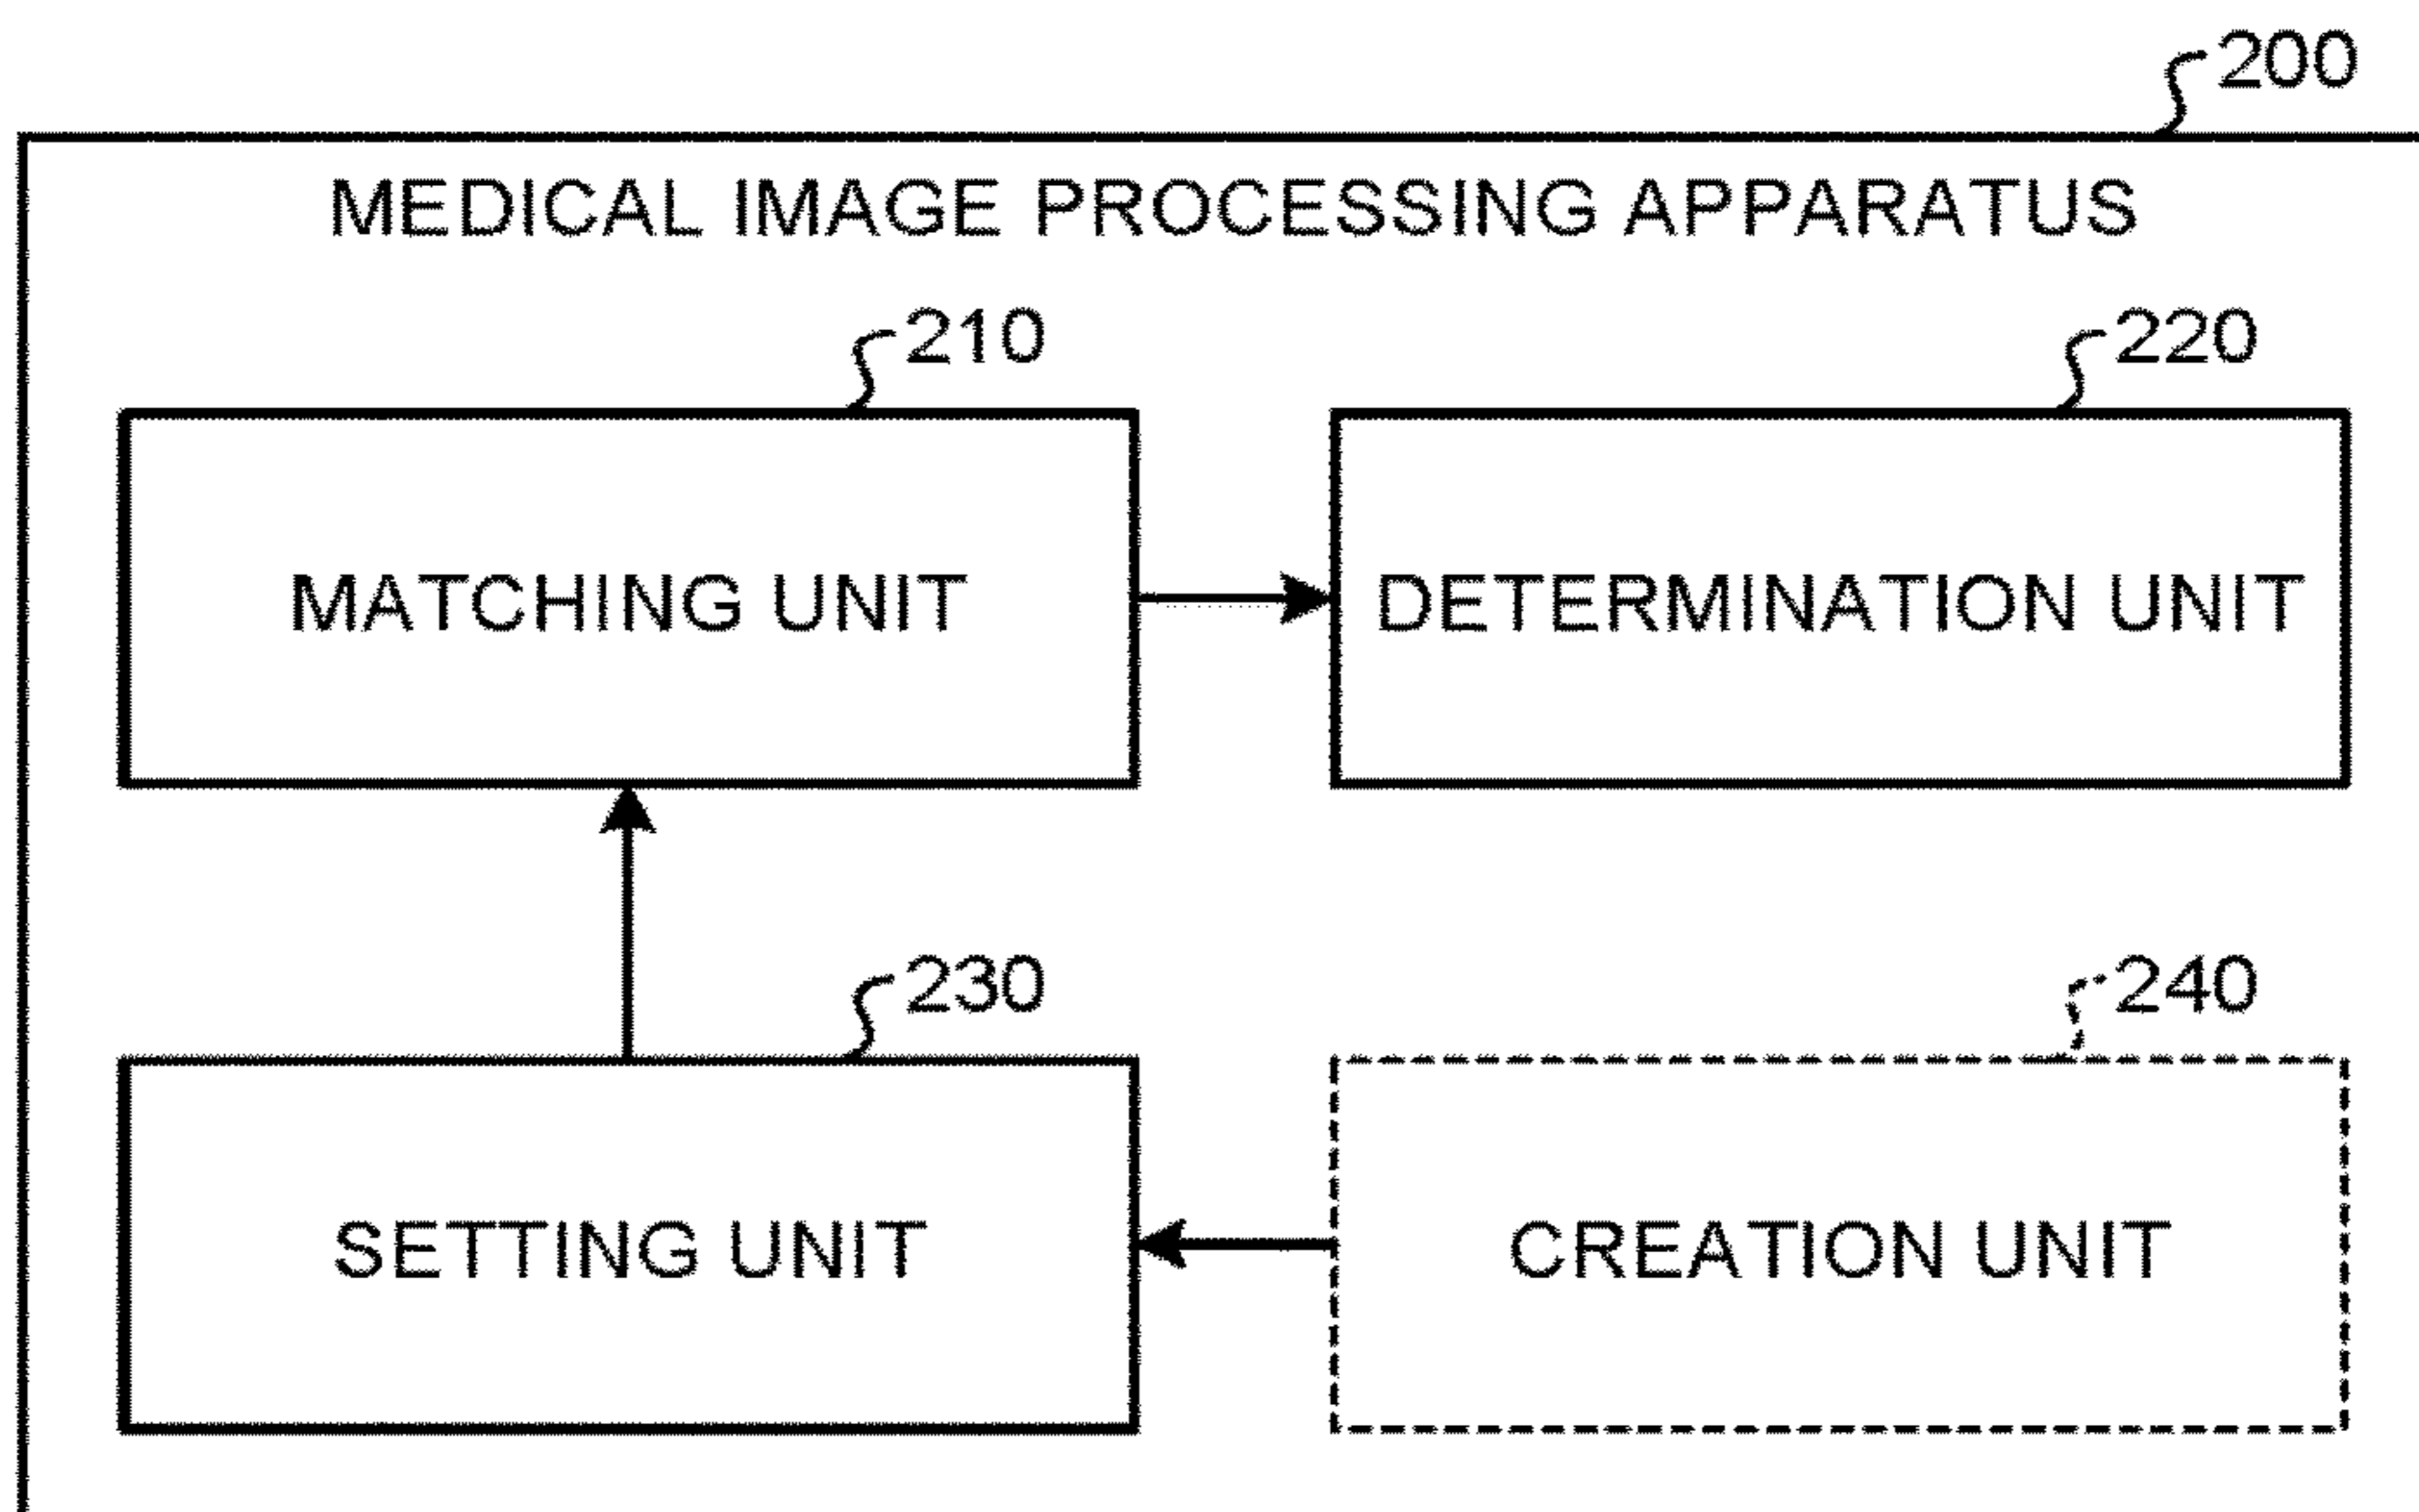 200
MEDICAL IMAGE PROCESSING APPARATUS
210
220
MATCHING UNIT
DETERMINATION UNIT
230
240
SETTING UNIT
CREATION UNIT